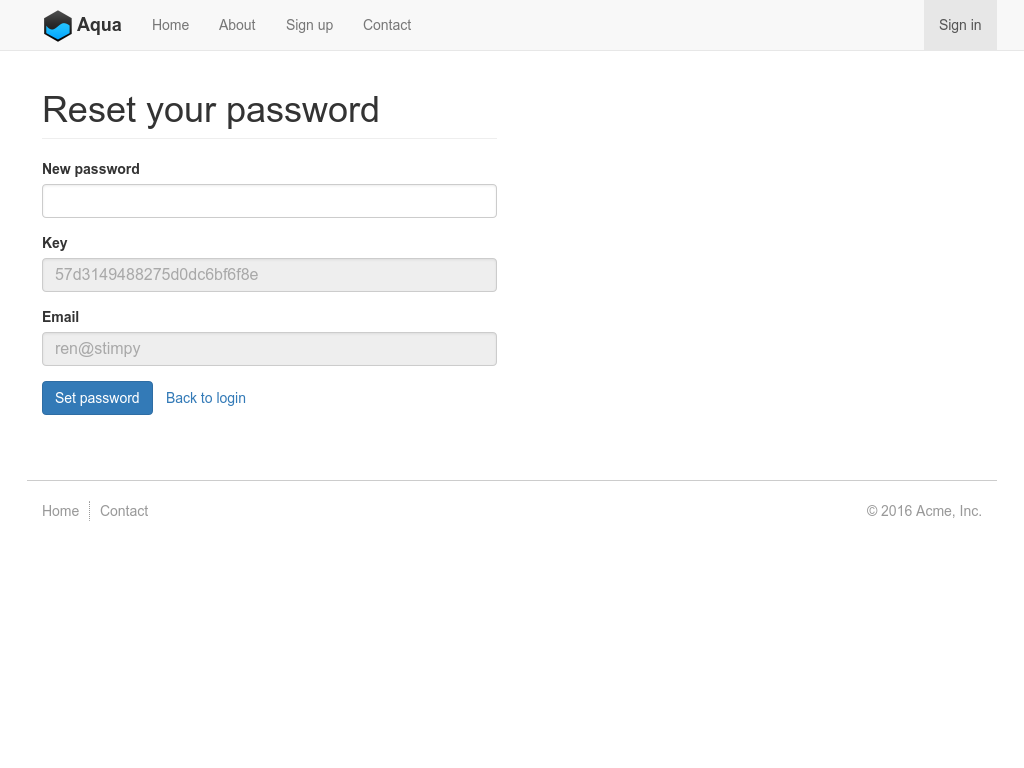 Aqua Home About Sign up Contact Sign in
Reset your password
New password
Key
57d3149488275d0dc6bf6f8e
Email
ren@stimpy
Set password Back to login
Home Contact © 2016 Acme, Inc.